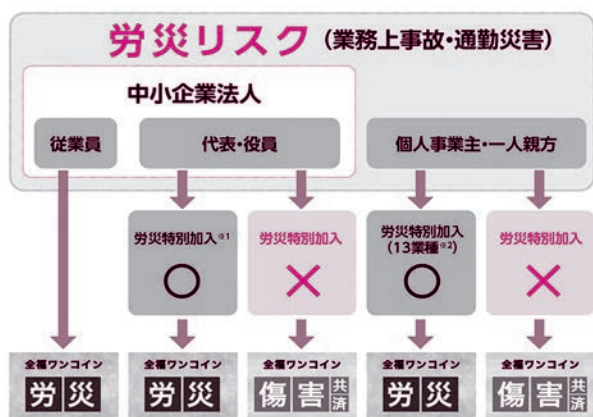 労災リスク（業務上事故・通勤災害）
中小企業法人
従業員
代表・役員
個人事業主・一人親方
労災特別加入※1
○
労災特別加入
×
労災特別加入
（13業種※2）
○
労災特別加入
×
全福ワンコイン
労災
全福ワンコイン
労災
全福ワンコイン
傷害共済
全福ワンコイン
労災
全福ワンコイン
傷害共済